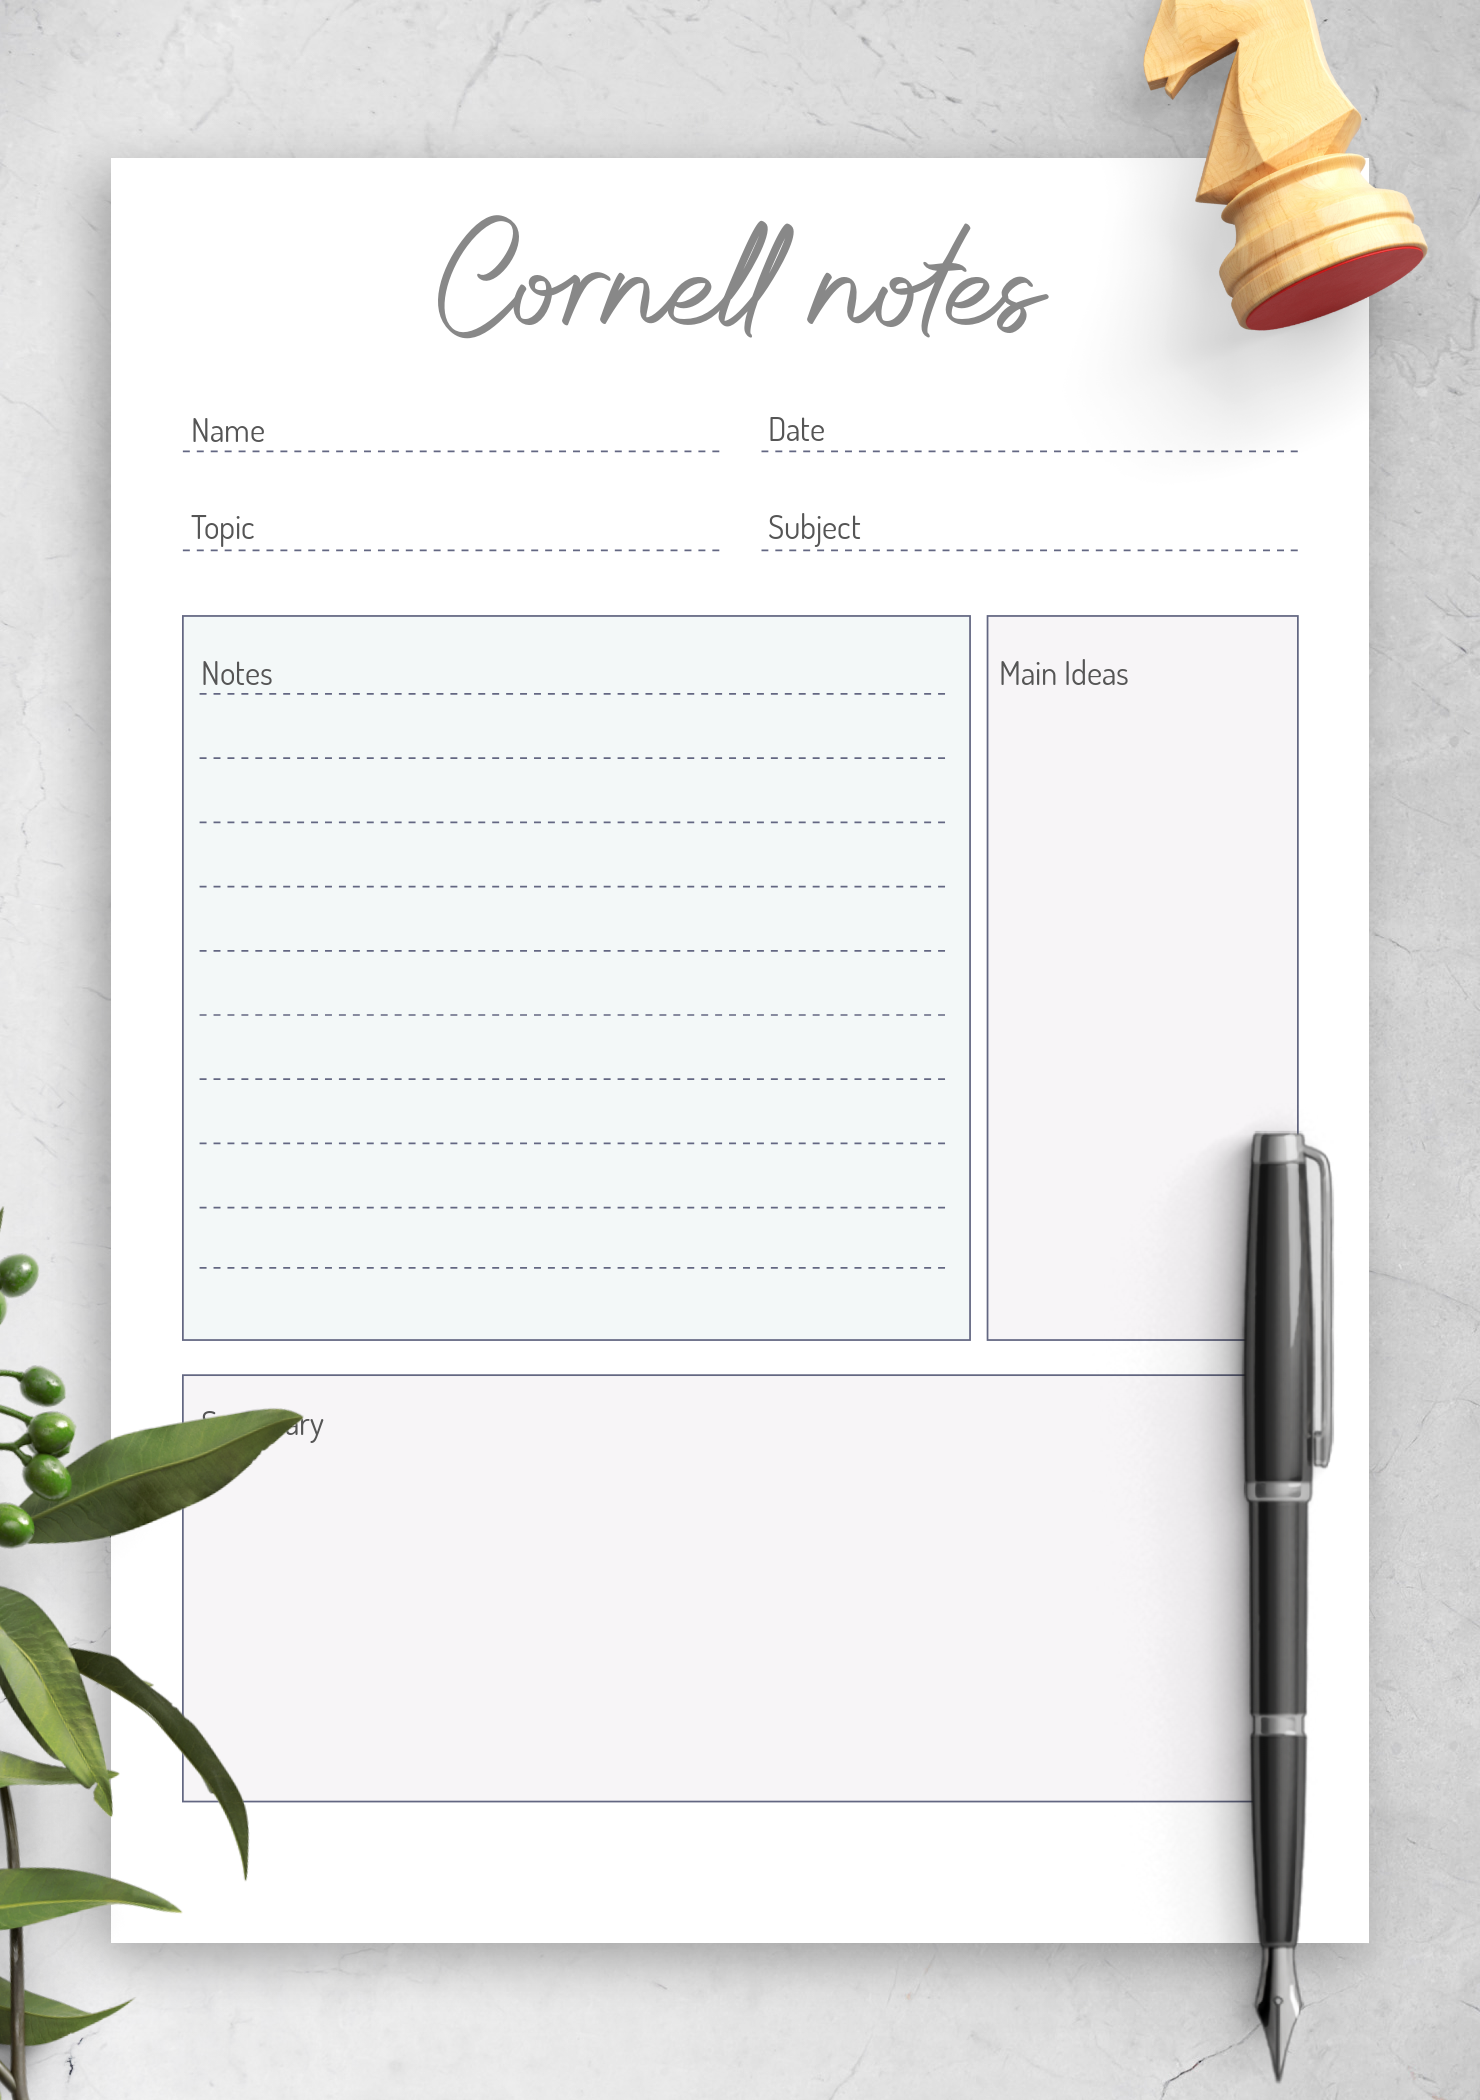 Cornell notes
Name Date
Topic Subject
Notes Main Ideas